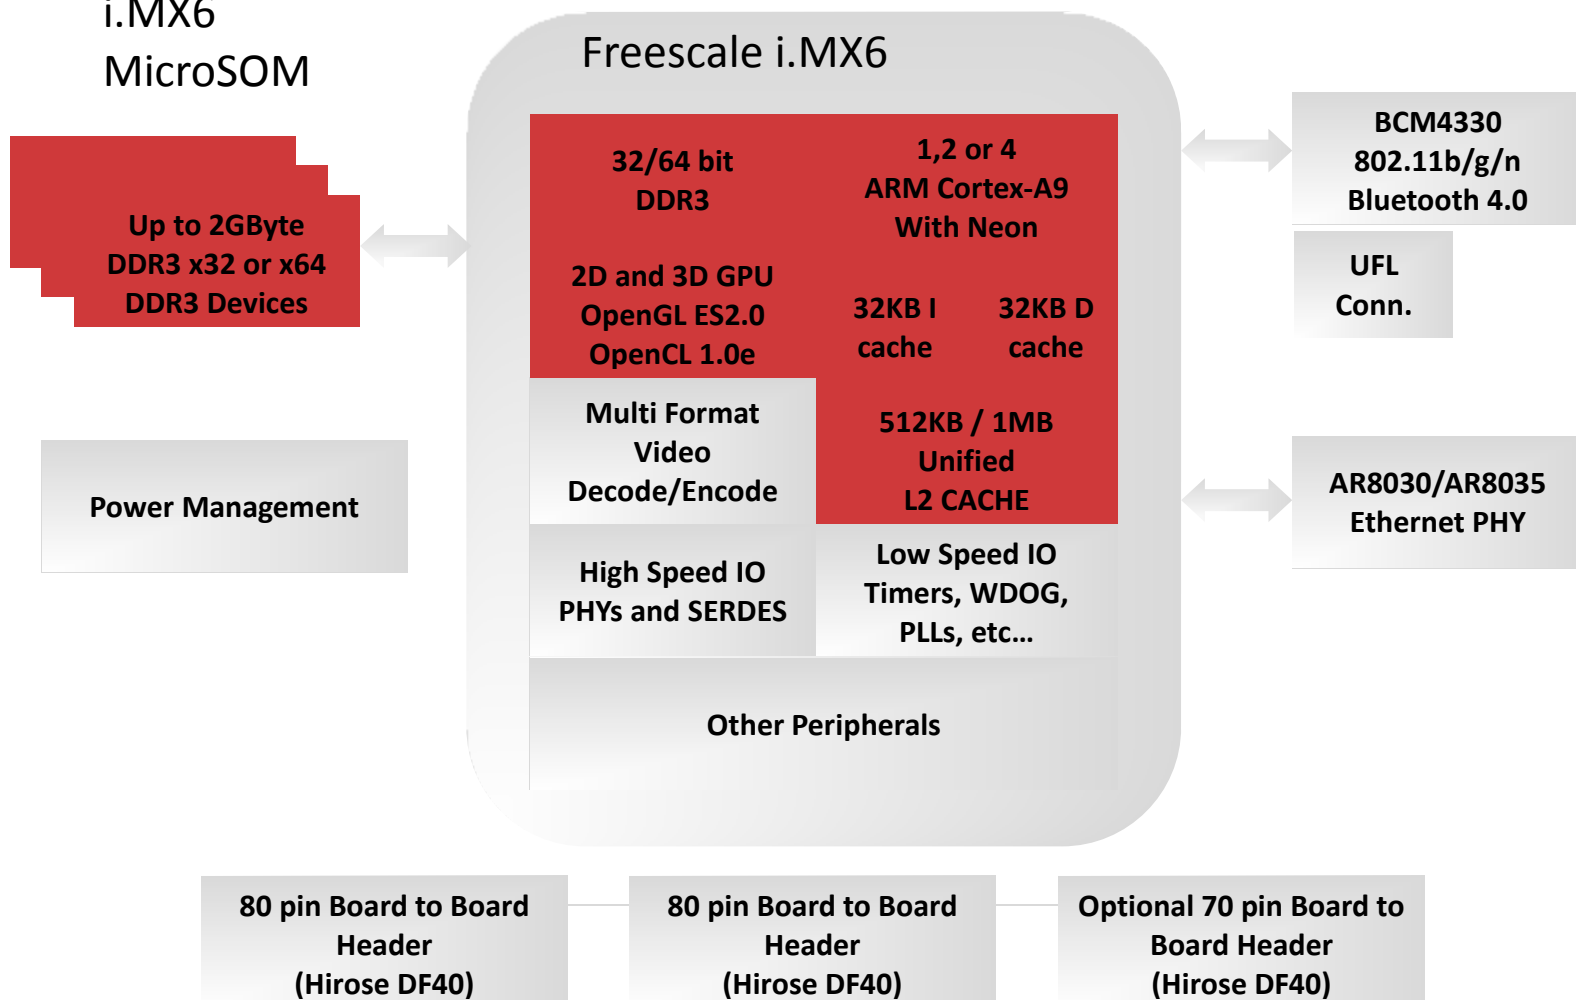 i.MX6
MicroSOM
Freescale i.MX6
Up to 2GByte
DDR3 x32 or x64
DDR3 Devices
Power Management
32/64 bit
DDR3
1,2 or 4
ARM Cortex-A9
With Neon
2D and 3D GPU
OpenGL ES2.0
OpenCL 1.0e
32KB I
cache
32KB D
cache
Multi Format
Video
Decode/Encode
512KB / 1MB
Unified
L2 CACHE
High Speed IO
PHYs and SERDES
Low Speed IO
Timers, WDOG,
PLLs, etc...
Other Peripherals
BCM4330
802.11b/g/n
Bluetooth 4.0
UFL
Conn.
AR8030/AR8035
Ethernet PHY
80 pin Board to Board
Header
(Hirose DF40)
80 pin Board to Board
Header
(Hirose DF40)
Optional 70 pin Board to
Board Header
(Hirose DF40)